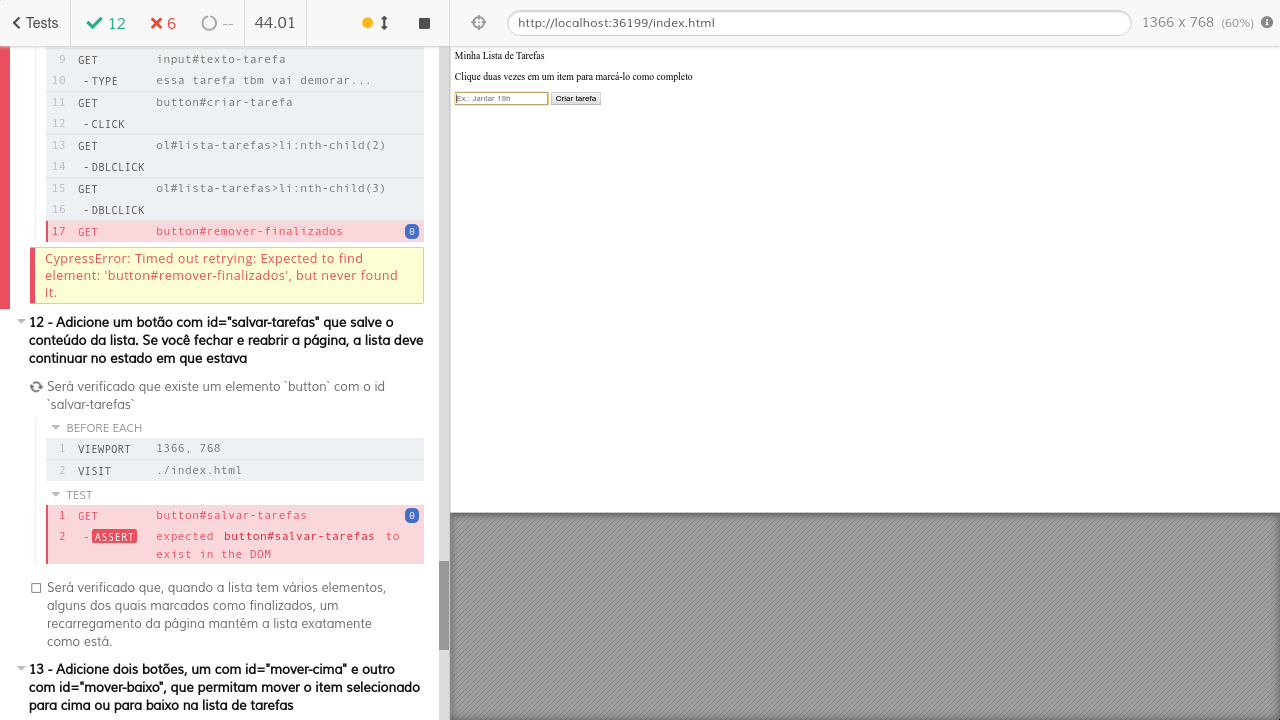 Tests 12 6 -- 44.01
http://localhost:36199/index.html 1366 x 768 (60%)
9 GET input#texto-tarefa
10 -TYPE essa tarefa tbm vai demorar...
11 GET button#criar-tarefa
12 -CLICK
13 GET ol#lista-tarefas>li:nth-child(2)
14 -DBLCLICK
15 GET ol#lista-tarefas>li:nth-child(3)
16 -DBLCLICK
17 GET button#remover-finalizados 0
CypressError: Timed out retrying: Expected to find
element: 'button#remover-finalizados', but never found
it.
12 - Adicione um botão com id="salvar-tarefas" que salve o
conteúdo da lista. Se você fechar e reabrir a página, a lista deve
continuar no estado em que estava
Será verificado que existe um elemento `button` com o id
`salvar-tarefas`
BEFORE EACH
1 VIEWPORT 1366, 768
2 VISIT ./index.html
TEST
1 GET button#salvar-tarefas 0
2 -ASSERT expected button#salvar-tarefas to
exist in the DOM
Será verificado que, quando a lista tem vários elementos,
alguns dos quais marcados como finalizados, um
recarregamento da página mantém a lista exatamente
como está.
13 - Adicione dois botões, um com id="mover-cima" e outro
com id="mover-baixo", que permitam mover o item selecionado
para cima ou para baixo na lista de tarefas
Minha Lista de Tarefas
Clique duas vezes em um item para marcá-lo como completo
Ex.: Jantar 19h Criar tarefa